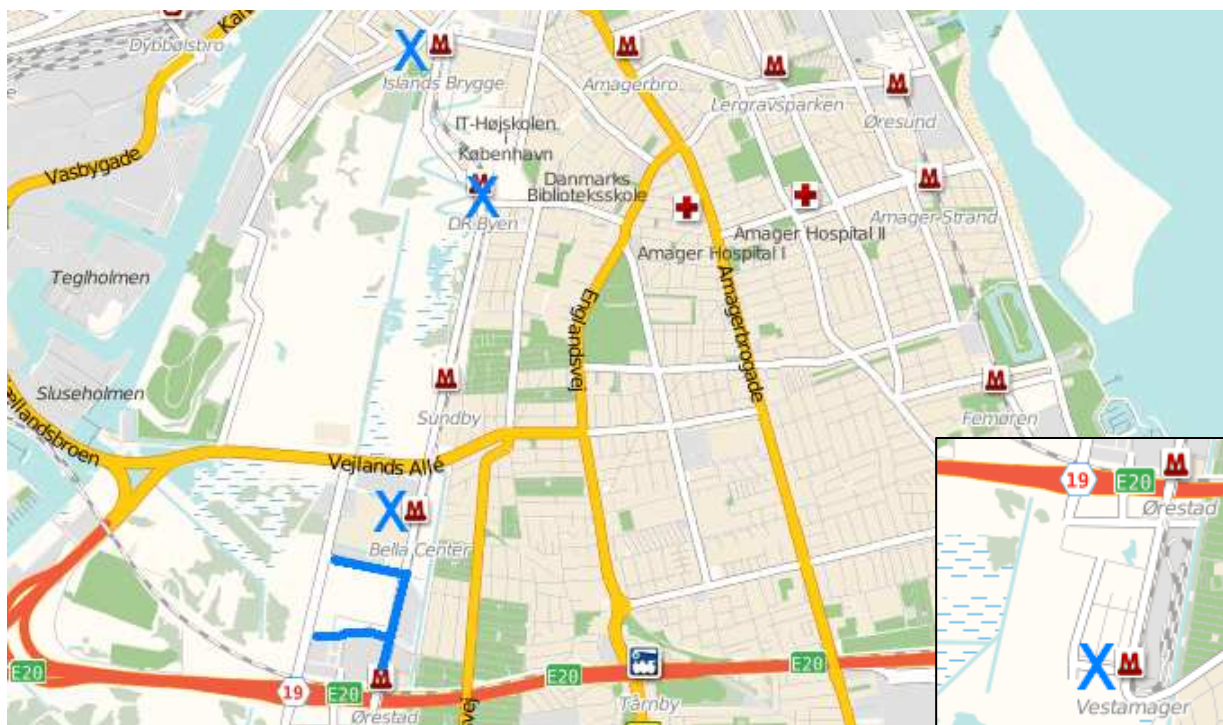 Dybbølsbro
Islands Brygge
Amagerbro
Lergravsparken
Øresund
Vasbygade
IT-Højskolen.
København
Danmarks
Biblioteksskole
DR Byen
Amager Strand
Amager Hospital II
Amager Hospital I
Teglholmen
Englandsvej
Amagerbrogade
Sluseholmen
Sundby
Femøren
Vejlands Allé
Bella Center
E20
19
E20
Ørestad
E20
Tårnby
E20
19
E20
Ørestad
Vestamager